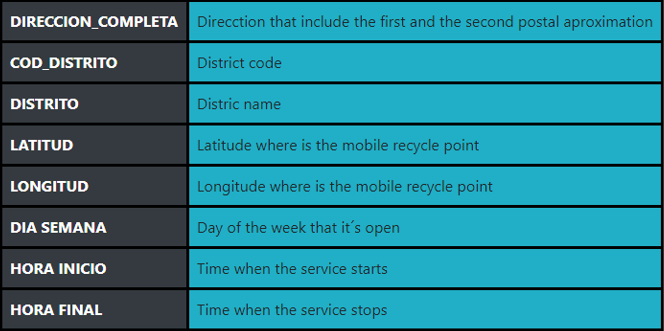 DIRECCION_COMPLETA Direcction that include the first and the second postal aproximation
COD_DISTRITO District code
DISTRITO Distric name
LATITUD Latitude where is the mobile recycle point
LONGITUD Longitude where is the mobile recycle point
DIA SEMANA Day of the week that it´s open
HORA INICIO Time when the service starts
HORA FINAL Time when the service stops